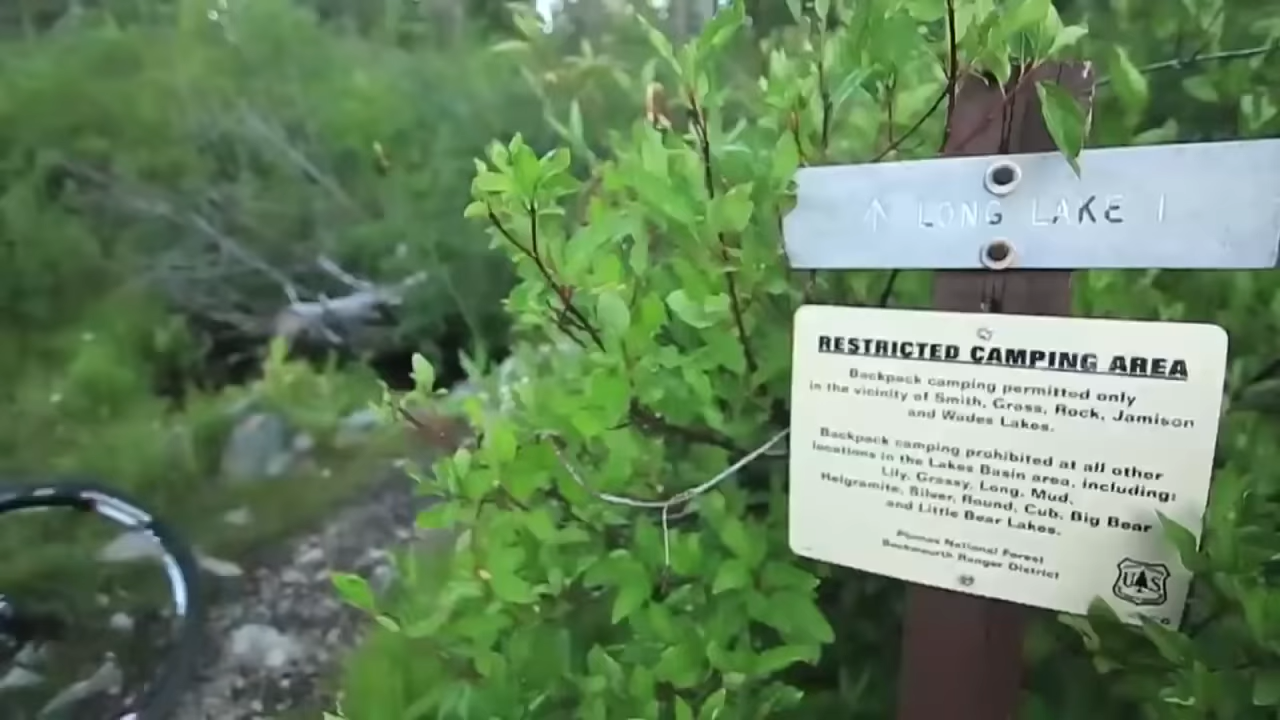 ↑ LONG LAKE 1
RESTRICTED CAMPING AREA
Backpack camping permitted only
in the vicinity of Smith, Grass, Rock, Jamison
and Wades Lakes.
Backpack camping prohibited at all other
locations in the Lakes Basin area, including:
Lily, Grassy, Long, Mud,
Helgramite, Silver, Round, Cub, Big Bear
and Little Bear Lakes.
Plumas National Forest
Beckwourth Ranger District
UAS